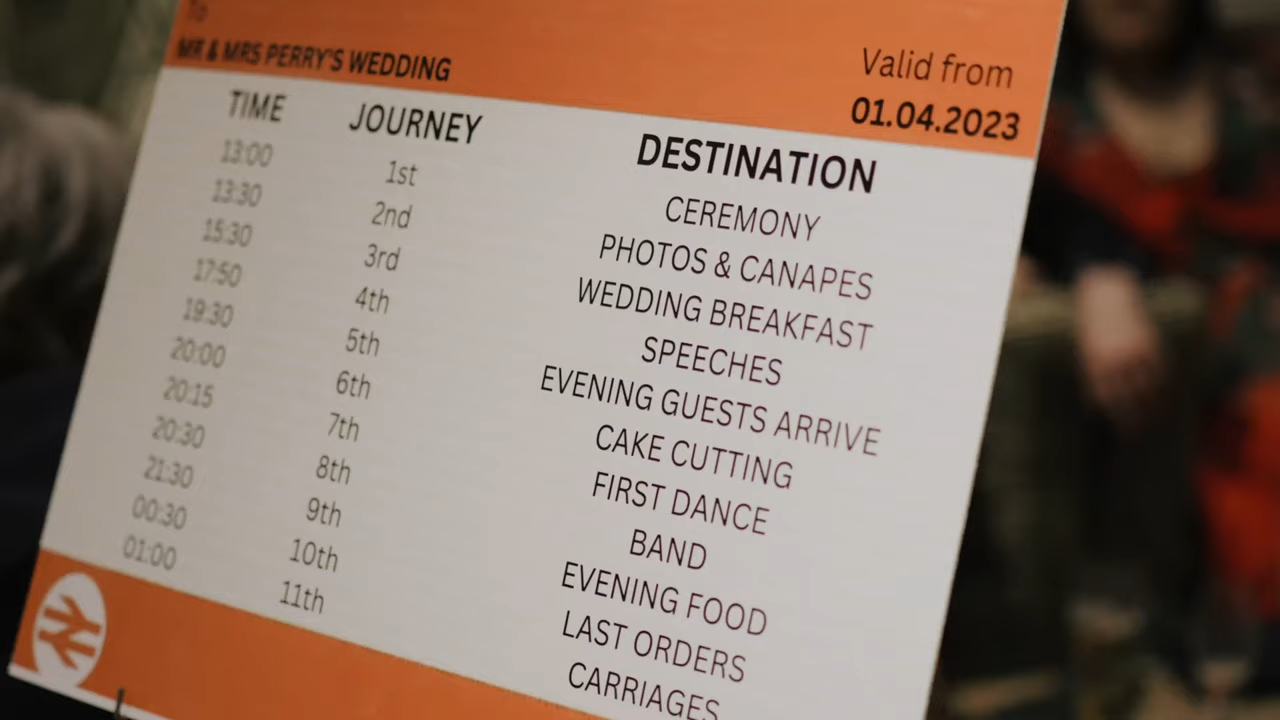 To
MR & MRS PERRY'S WEDDING
Valid from
01.04.2023
TIME JOURNEY DESTINATION
13:00 1st CEREMONY
13:30 2nd PHOTOS & CANAPES
15:30 3rd WEDDING BREAKFAST
17:50 4th SPEECHES
19:30 5th EVENING GUESTS ARRIVE
20:00 6th CAKE CUTTING
20:15 7th FIRST DANCE
20:30 8th BAND
21:30 9th EVENING FOOD
00:30 10th LAST ORDERS
01:00 11th CARRIAGES